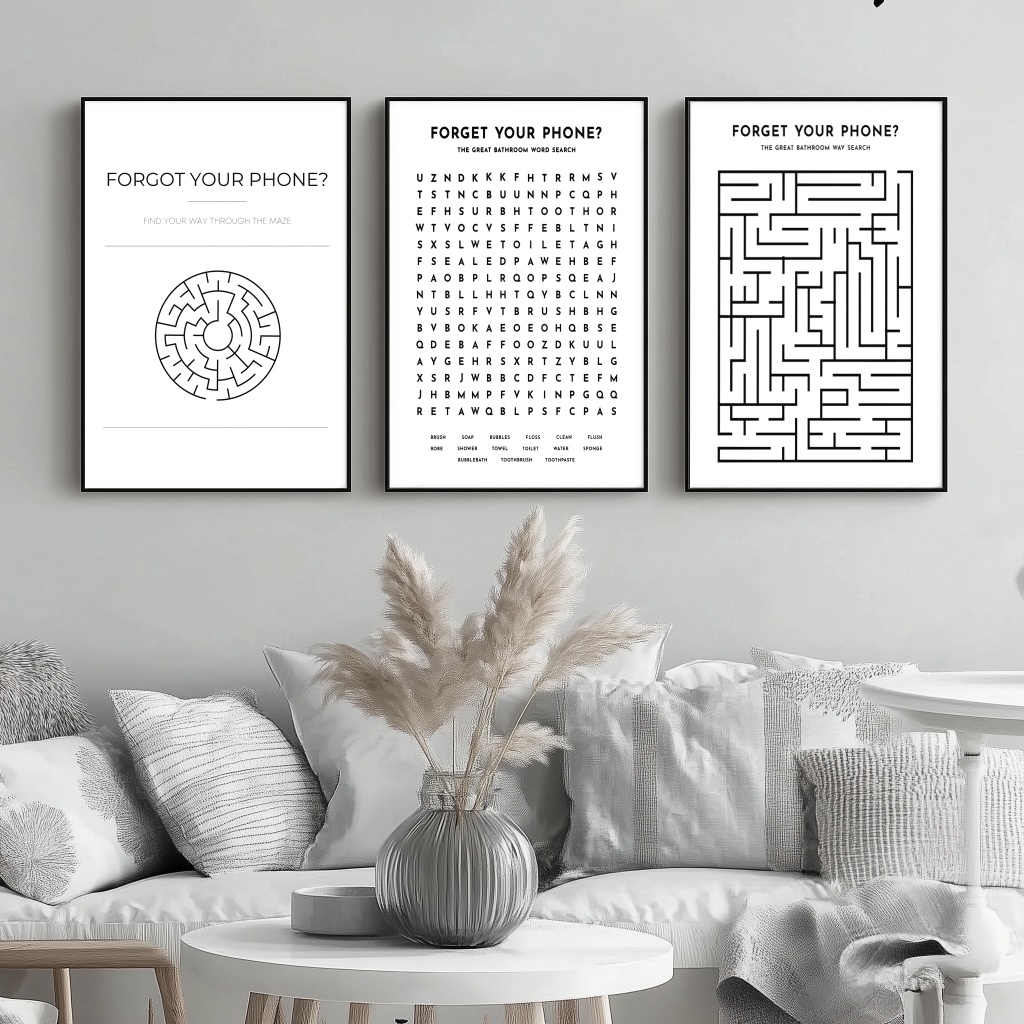 FORGOT YOUR PHONE?
FIND YOUR WAY THROUGH THE MAZE
FORGET YOUR PHONE?
THE GREAT BATHROOM WORD SEARCH
U Z N D K K K F H T R R M S V
T S T N C B U U N N P C Q P H
E F H S U R B H T O O T H O R
W T V O C V S F F E B L T N I
S X S L W E T O I L E T A G H
F S E A L E D P A W E H B E F
P A O B P L R Q O P S Q E A J
N T B L L H H T Q Y B C L N N
Y U S R F V T B R U S H B H G
B V B O K A E O E O H Q B S E
Q D E B A F F O O Z D K U U L
A Y G E H R S X R T Z Y B L G
X S R J W B B C D F C T E F M
J H B M M P F V K I N P G Q Q
R E T A W Q B L P S F C P A S
BRUSH SOAP BUBBLES FLOSS CLEAN FLUSH
ROBE SHOWER TOWEL TOILET WATER SPONGE
BUBBLEBATH TOOTHBRUSH TOOTHPASTE
FORGET YOUR PHONE?
THE GREAT BATHROOM WAY SEARCH